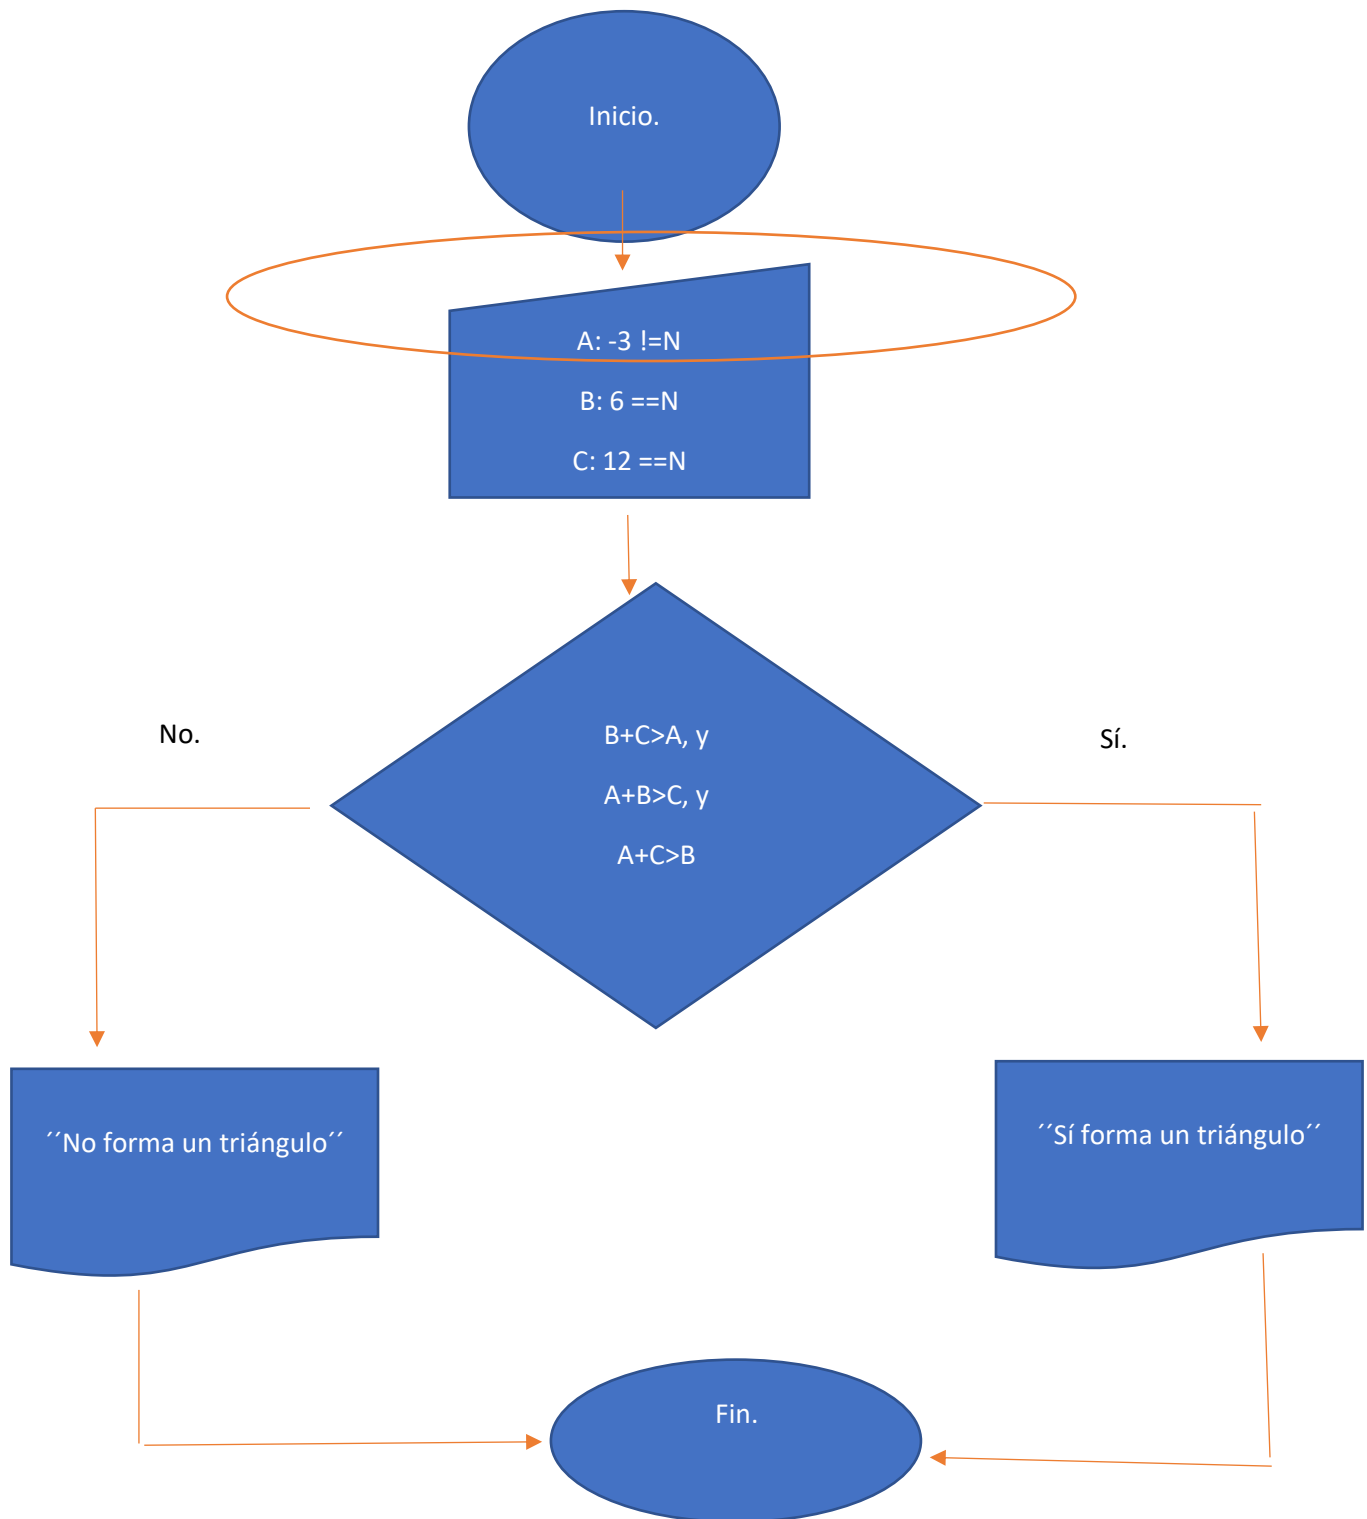 Inicio.
A: -3 !=N
B: 6 ==N
C: 12 ==N
B+C>A, y
A+B>C, y
A+C>B
No.
Sí.
´´No forma un triángulo´´
´´Sí forma un triángulo´´
Fin.